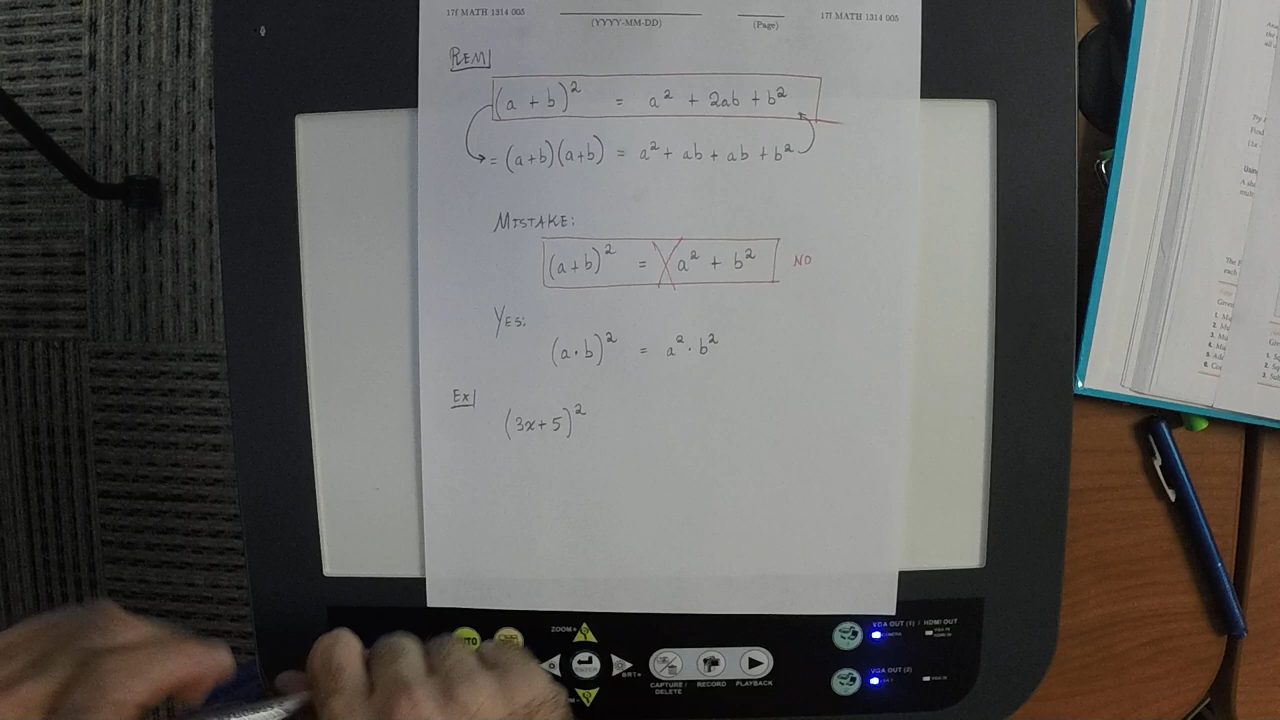 17f MATH 1314 005 (YYYY-MM-DD) (Page) 17f MATH 1314 005
REM
(a + b)² = a² + 2ab + b²
= (a+b)(a+b) = a² + ab + ab + b²
MISTAKE:
(a+b)² = a² + b² NO
YES:
(a·b)² = a²·b²
Ex
(3x+5)²
ZOOM+
BRT+
CAPTURE / DELETE
RECORD
PLAYBACK
VGA OUT (1) / HDMI OUT
VGA OUT (2)